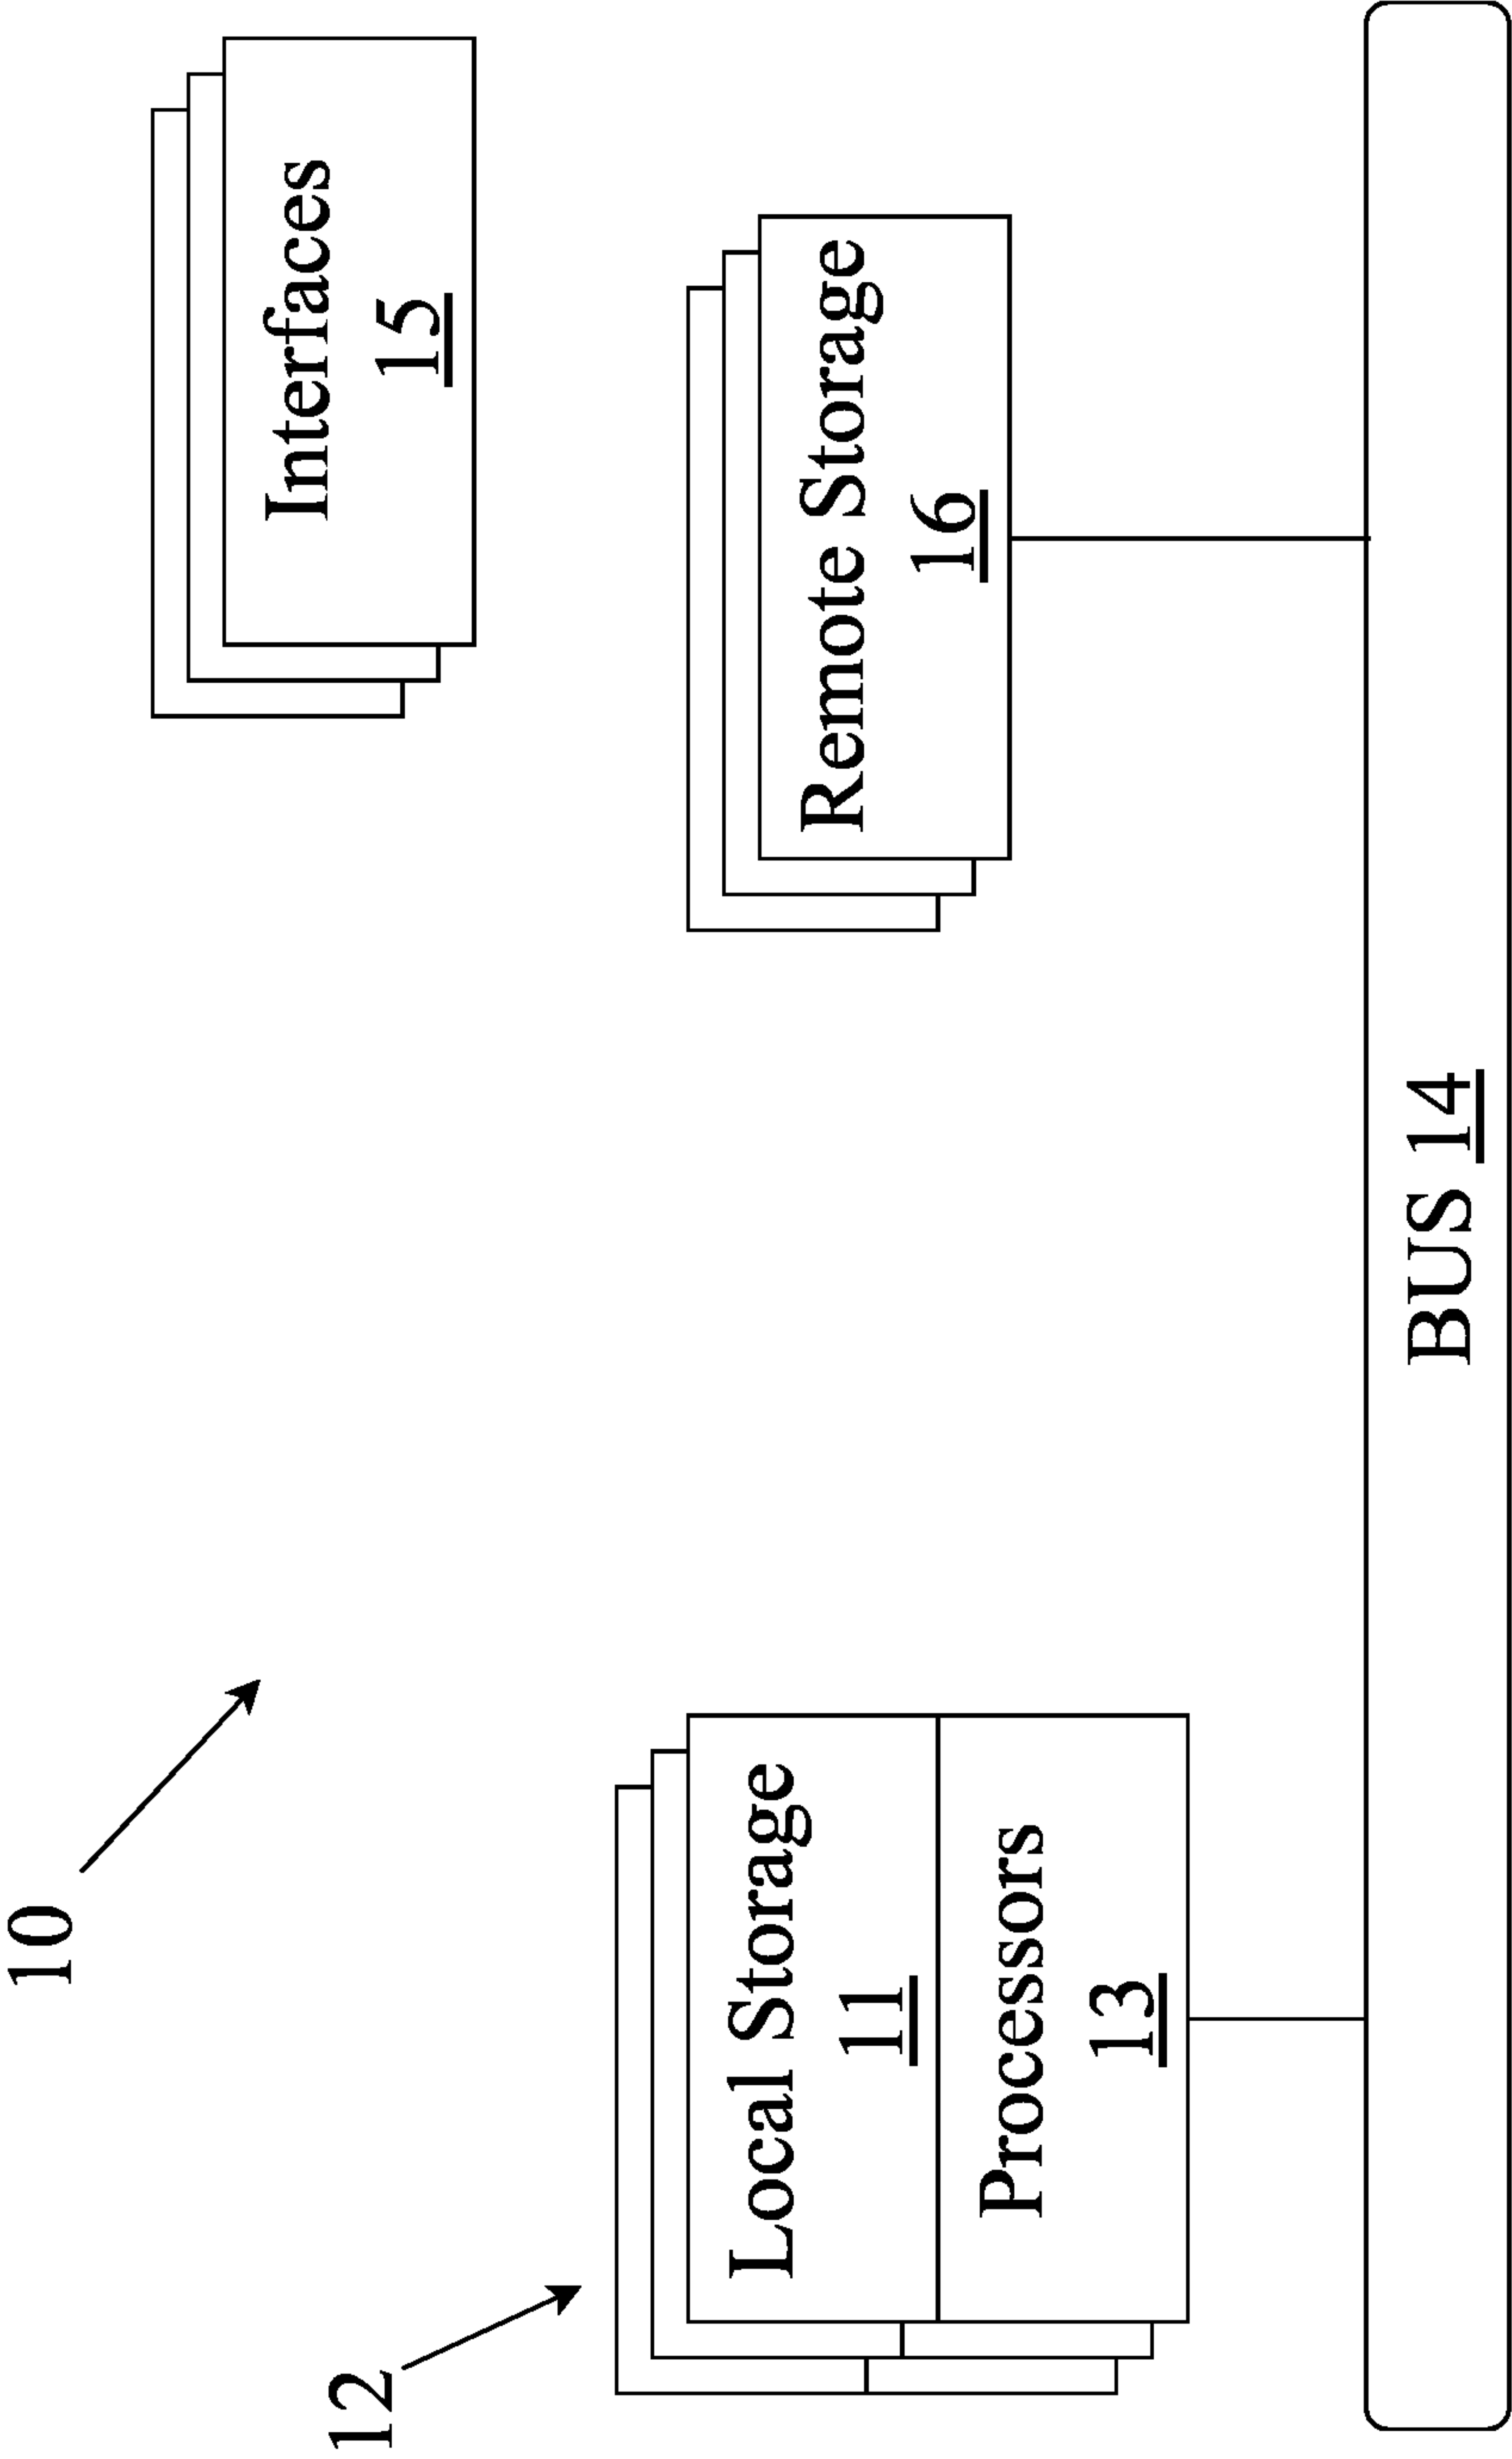 10
Interfaces
15
12
Local Storage
11
Remote Storage
16
Processors
13
BUS 14